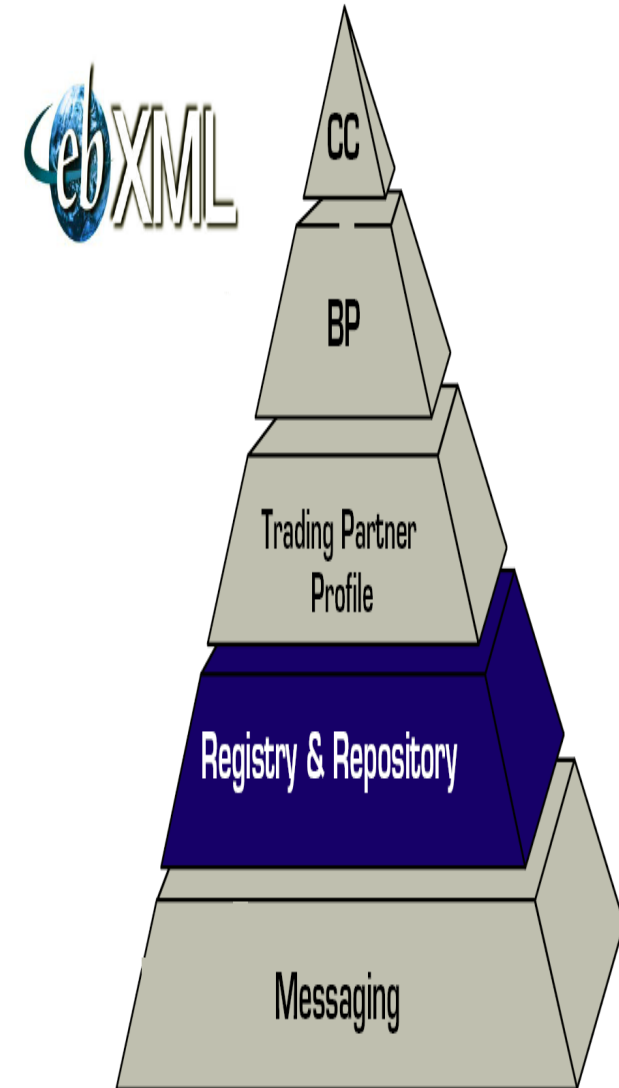 ebXML
CC
BP
Trading Partner
Profile
Registry & Repository
Messaging